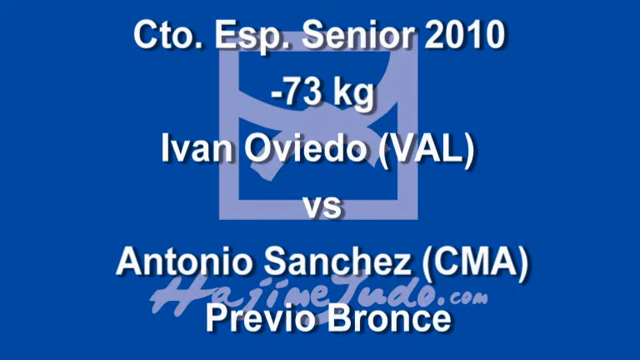 Cto. Esp. Senior 2010
-73 kg
Ivan Oviedo (VAL)
vs
Antonio Sanchez (CMA)
HajimeJudo.com
Previo Bronce